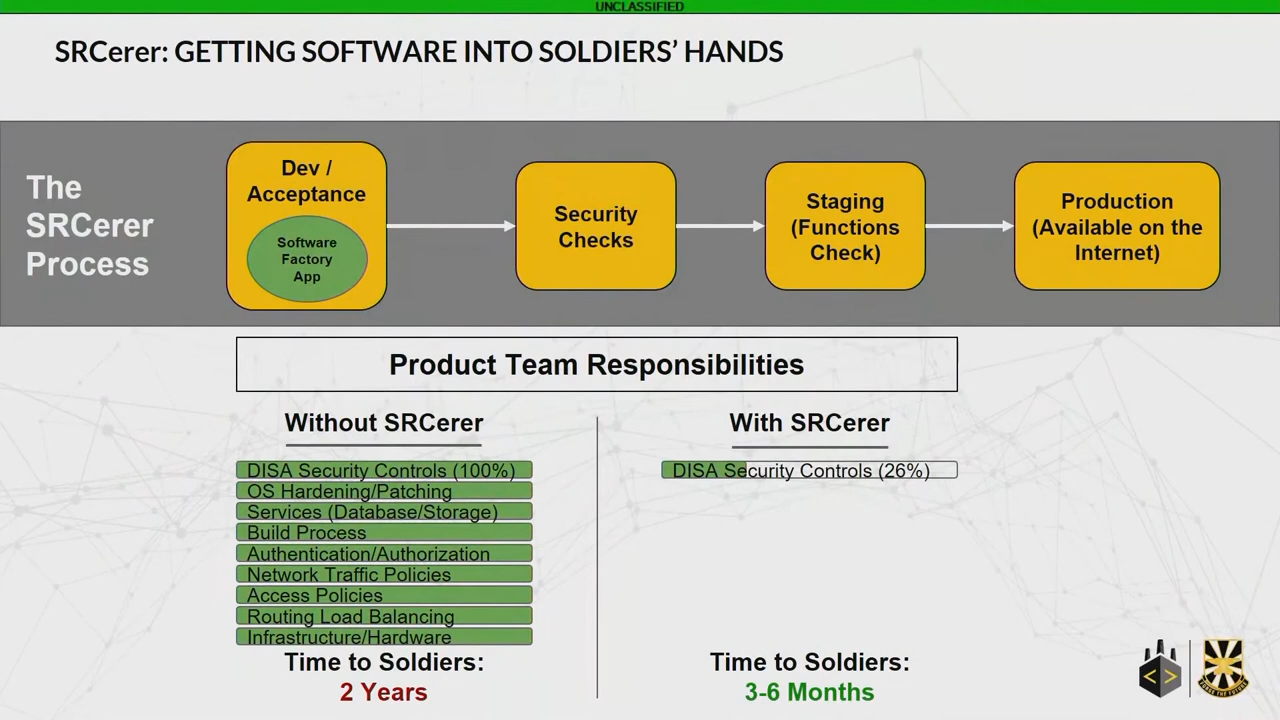 UNCLASSIFIED
SRCerer: GETTING SOFTWARE INTO SOLDIERS' HANDS
The
SRCerer
Process
Dev /
Acceptance
Software
Factory
App
Security
Checks
Staging
(Functions
Check)
Production
(Available on the
Internet)
Product Team Responsibilities
Without SRCerer
DISA Security Controls (100%)
OS Hardening/Patching
Services (Database/Storage)
Build Process
Authentication/Authorization
Network Traffic Policies
Access Policies
Routing Load Balancing
Infrastructure/Hardware
Time to Soldiers:
2 Years
With SRCerer
DISA Security Controls (26%)
Time to Soldiers:
3-6 Months
< >
FORGE THE FUTURE